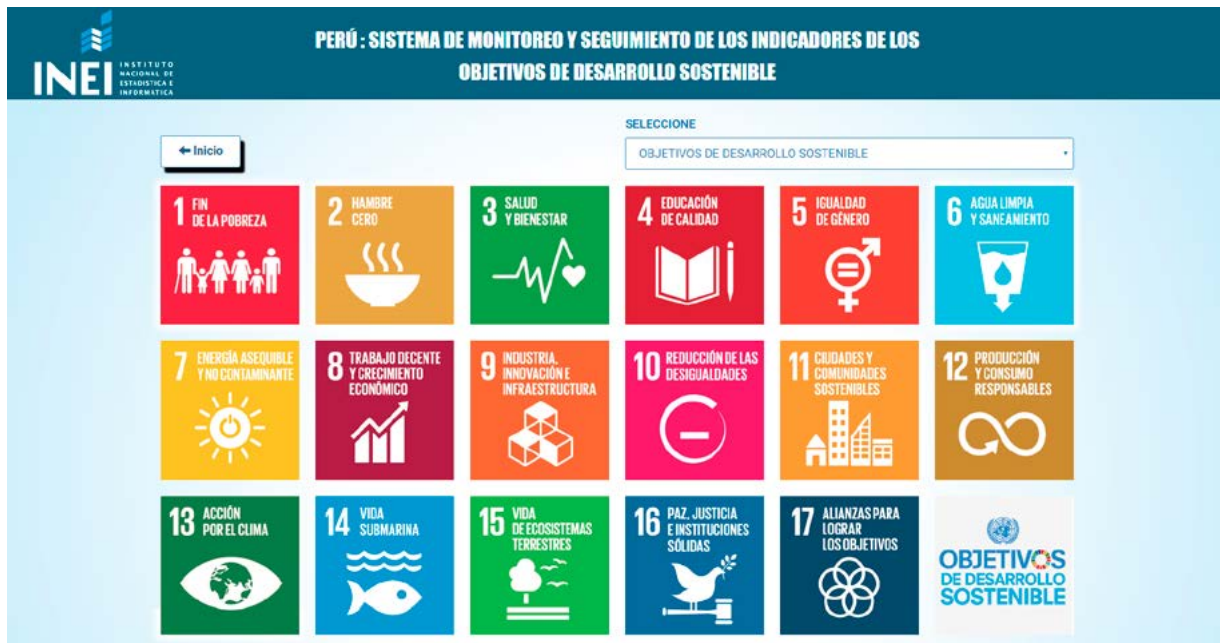 INEI
INSTITUTO
NACIONAL DE
ESTADISTICA E
INFORMATICA
PERÚ : SISTEMA DE MONITOREO Y SEGUIMIENTO DE LOS INDICADORES DE LOS
OBJETIVOS DE DESARROLLO SOSTENIBLE
SELECCIONE
Inicio
OBJETIVOS DE DESARROLLO SOSTENIBLE
1 FIN
DE LA POBREZA
2 HAMBRE
CERO
3 SALUD
Y BIENESTAR
4 EDUCACIÓN
DE CALIDAD
5 IGUALDAD
DE GÉNERO
6 AGUA LIMPIA
Y SANEAMIENTO
7 ENERGÍA ASEQUIBLE
Y NO CONTAMINANTE
8 TRABAJO DECENTE
Y CRECIMIENTO
ECONÓMICO
9 INDUSTRIA,
INNOVACIÓN E
INFRAESTRUCTURA
10 REDUCCIÓN DE LAS
DESIGUALDADES
11 CIUDADES Y
COMUNIDADES
SOSTENIBLES
12 PRODUCCIÓN
Y CONSUMO
RESPONSABLES
13 ACCIÓN
POR EL CLIMA
14 VIDA
SUBMARINA
15 VIDA
DE ECOSISTEMAS
TERRESTRES
16 PAZ, JUSTICIA
E INSTITUCIONES
SÓLIDAS
17 ALIANZAS PARA
LOGRAR
LOS OBJETIVOS
OBJETIVOS
DE DESARROLLO
SOSTENIBLE